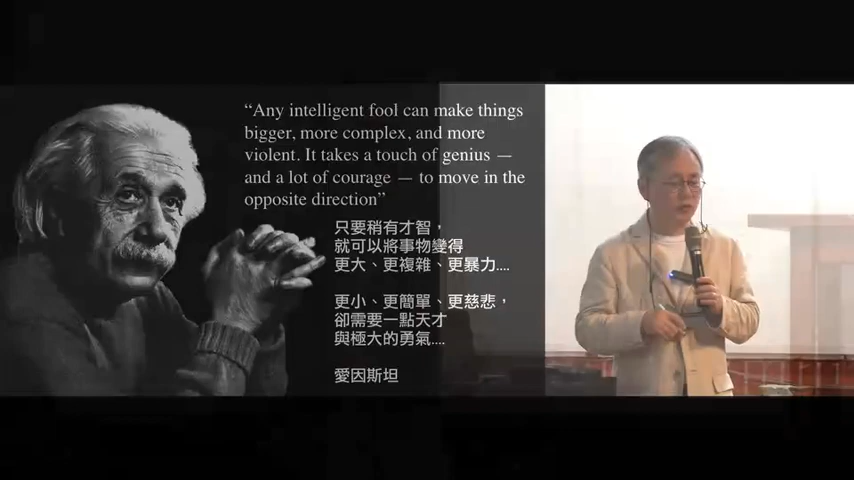 “Any intelligent fool can make things
bigger, more complex, and more
violent. It takes a touch of genius —
and a lot of courage — to move in the
opposite direction”
只要稍有才智，
就可以將事物變得
更大、更複雜、更暴力....
更小、更簡單、更慈悲，
卻需要一點天才
與極大的勇氣....
愛因斯坦